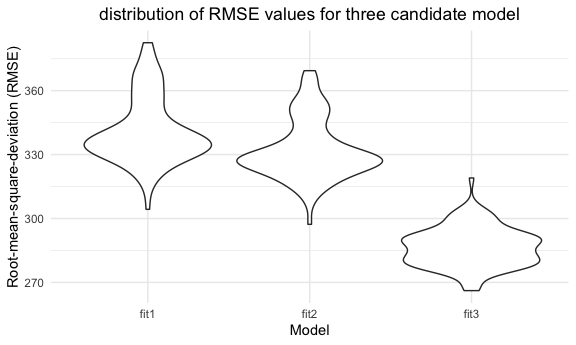 distribution of RMSE values for three candidate model
Root-mean-square-deviation (RMSE)
360
330
300
270
fit1
fit2
fit3
Model